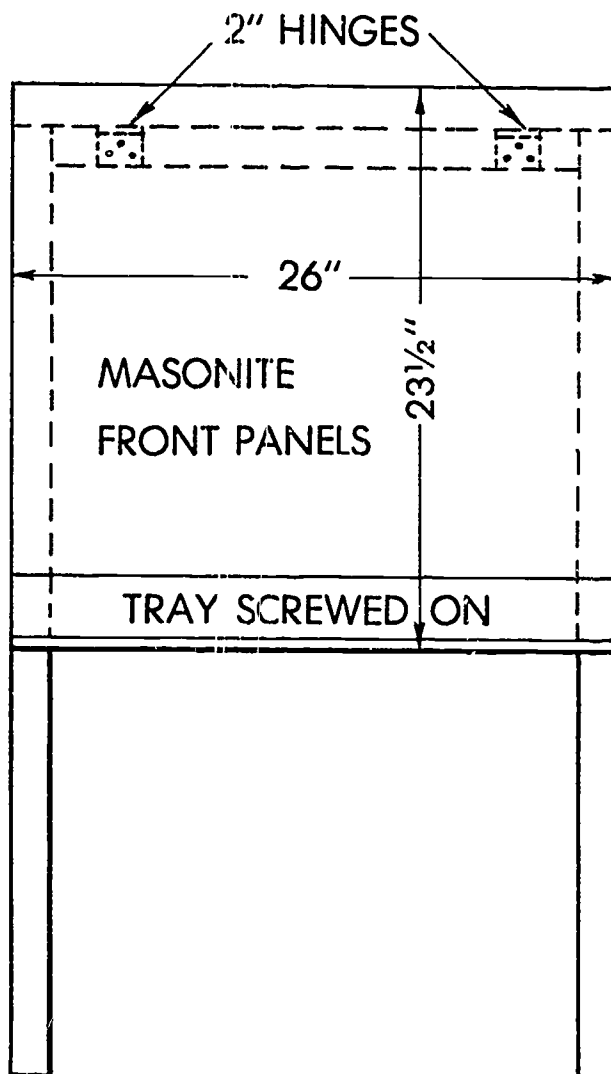 2" HINGES
26"
23½"
MASONITE
FRONT PANELS
TRAY SCREWED ON